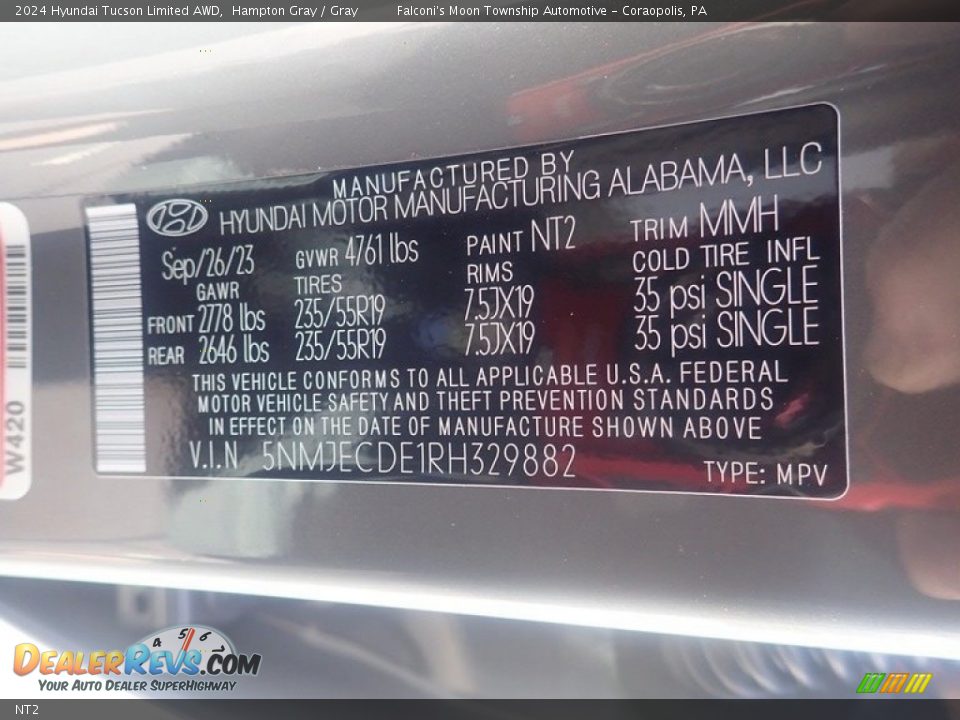 2024 Hyundai Tucson Limited AWD, Hampton Gray / Gray Falconi's Moon Township Automotive - Coraopolis, PA
MANUFACTURED BY
HYUNDAI MOTOR MANUFACTURING ALABAMA, LLC
Sep/26/23 GVWR 4761 lbs PAINT NT2 TRIM MMH
GAWR TIRES RIMS COLD TIRE INFL
FRONT 2778 lbs 235/55R19 7.5JX19 35 psi SINGLE
REAR 2646 lbs 235/55R19 7.5JX19 35 psi SINGLE
THIS VEHICLE CONFORMS TO ALL APPLICABLE U.S.A. FEDERAL
MOTOR VEHICLE SAFETY AND THEFT PREVENTION STANDARDS
IN EFFECT ON THE DATE OF MANUFACTURE SHOWN ABOVE
V.I.N 5NMJECDE1RH329882
TYPE: MPV
W420
4 5 6
DEALERREVS.COM
YOUR AUTO DEALER SUPERHIGHWAY
NT2